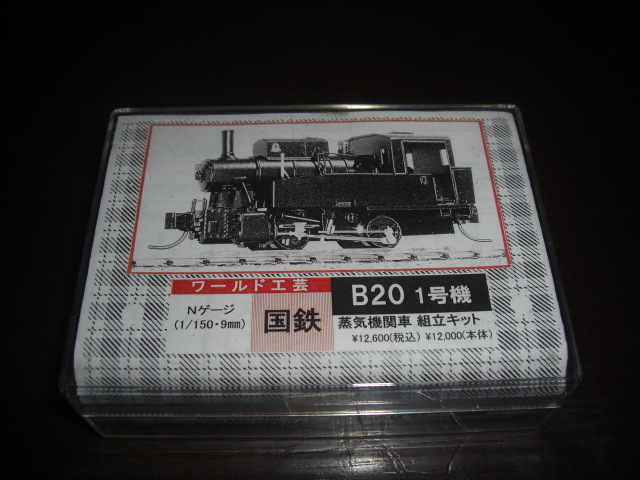 ワールド工芸
Nゲージ
(1/150・9mm)
国鉄
B20 1号機
蒸気機関車 組立キット
¥12,600(税込) ¥12,000(本体)